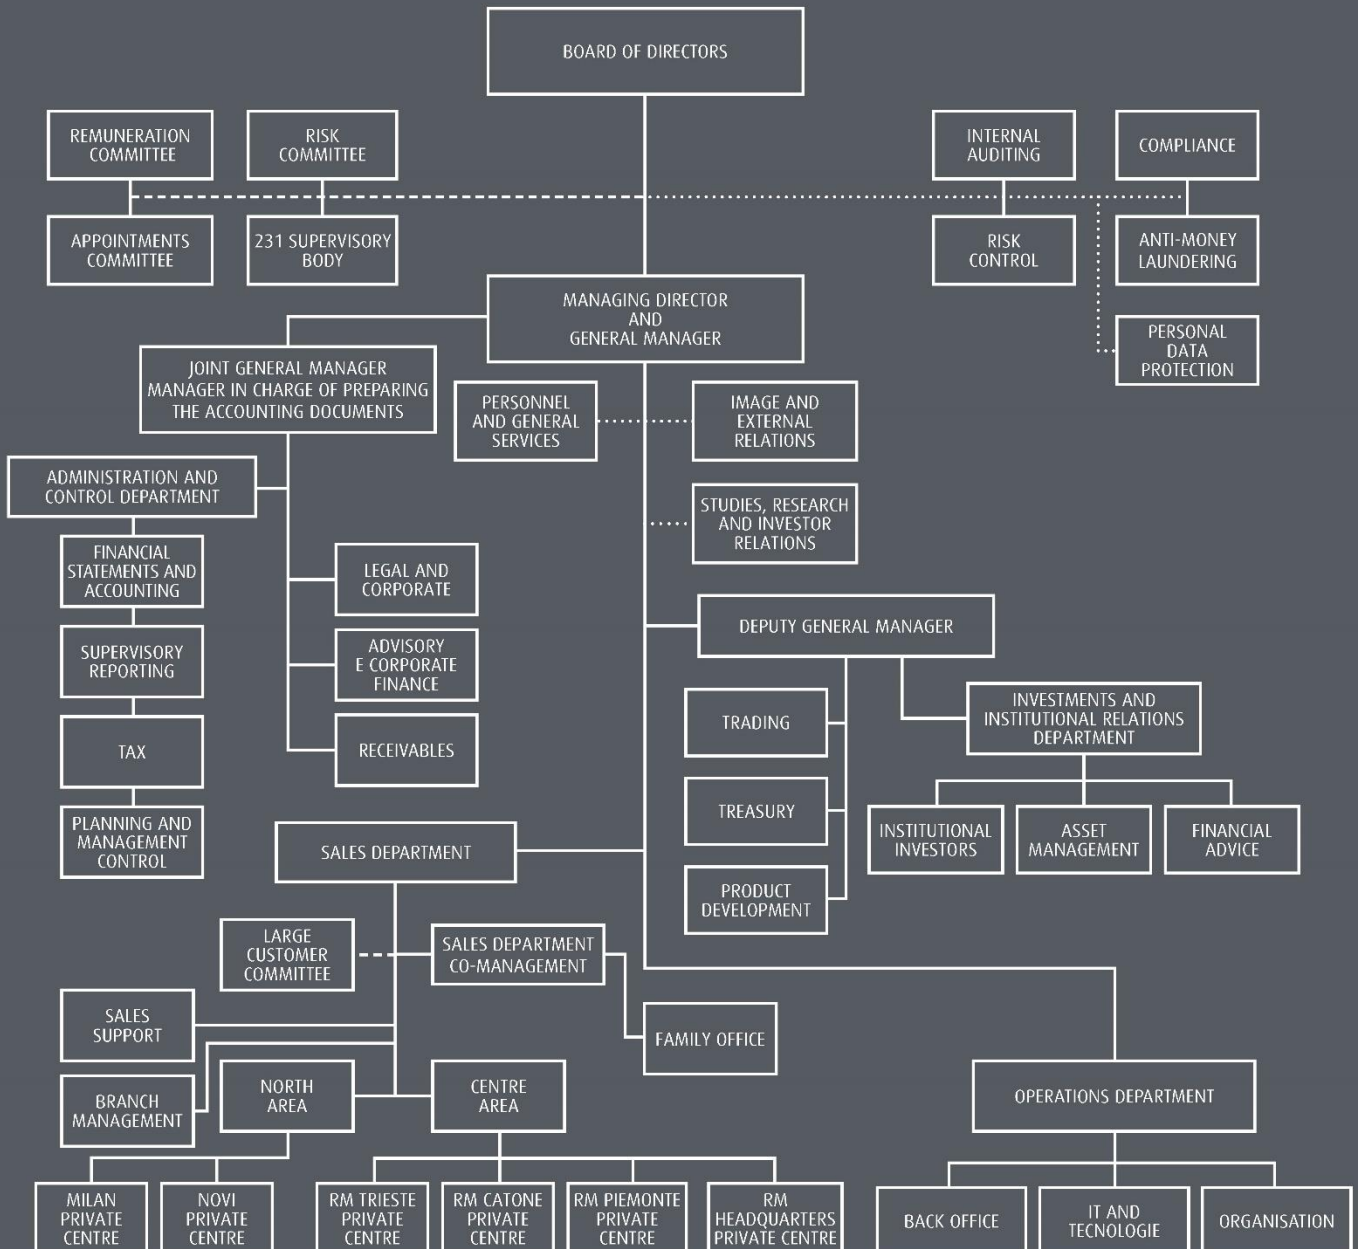 BOARD OF DIRECTORS
REMUNERATION
COMMITTEE
RISK
COMMITTEE
INTERNAL
AUDITING
COMPLIANCE
APPOINTMENTS
COMMITTEE
231 SUPERVISORY
BODY
RISK
CONTROL
ANTI-MONEY
LAUNDERING
MANAGING DIRECTOR
AND
GENERAL MANAGER
PERSONAL
DATA
PROTECTION
JOINT GENERAL MANAGER
MANAGER IN CHARGE OF PREPARING
THE ACCOUNTING DOCUMENTS
PERSONNEL
AND GENERAL
SERVICES
IMAGE AND
EXTERNAL
RELATIONS
ADMINISTRATION AND
CONTROL DEPARTMENT
STUDIES, RESEARCH
AND INVESTOR
RELATIONS
FINANCIAL
STATEMENTS AND
ACCOUNTING
LEGAL AND
CORPORATE
DEPUTY GENERAL MANAGER
SUPERVISORY
REPORTING
ADVISORY
E CORPORATE
FINANCE
TRADING
INVESTMENTS AND
INSTITUTIONAL RELATIONS
DEPARTMENT
TAX
RECEIVABLES
TREASURY
PLANNING AND
MANAGEMENT
CONTROL
SALES DEPARTMENT
INSTITUTIONAL
INVESTORS
ASSET
MANAGEMENT
FINANCIAL
ADVICE
PRODUCT
DEVELOPMENT
LARGE
CUSTOMER
COMMITTEE
SALES DEPARTMENT
CO-MANAGEMENT
SALES
SUPPORT
FAMILY OFFICE
BRANCH
MANAGEMENT
NORTH
AREA
CENTRE
AREA
OPERATIONS DEPARTMENT
MILAN
PRIVATE
CENTRE
NOVI
PRIVATE
CENTRE
RM TRIESTE
PRIVATE
CENTRE
RM CATONE
PRIVATE
CENTRE
RM PIEMONTE
PRIVATE
CENTRE
RM
HEADQUARTERS
PRIVATE CENTRE
BACK OFFICE
IT AND
TECNOLOGIE
ORGANISATION